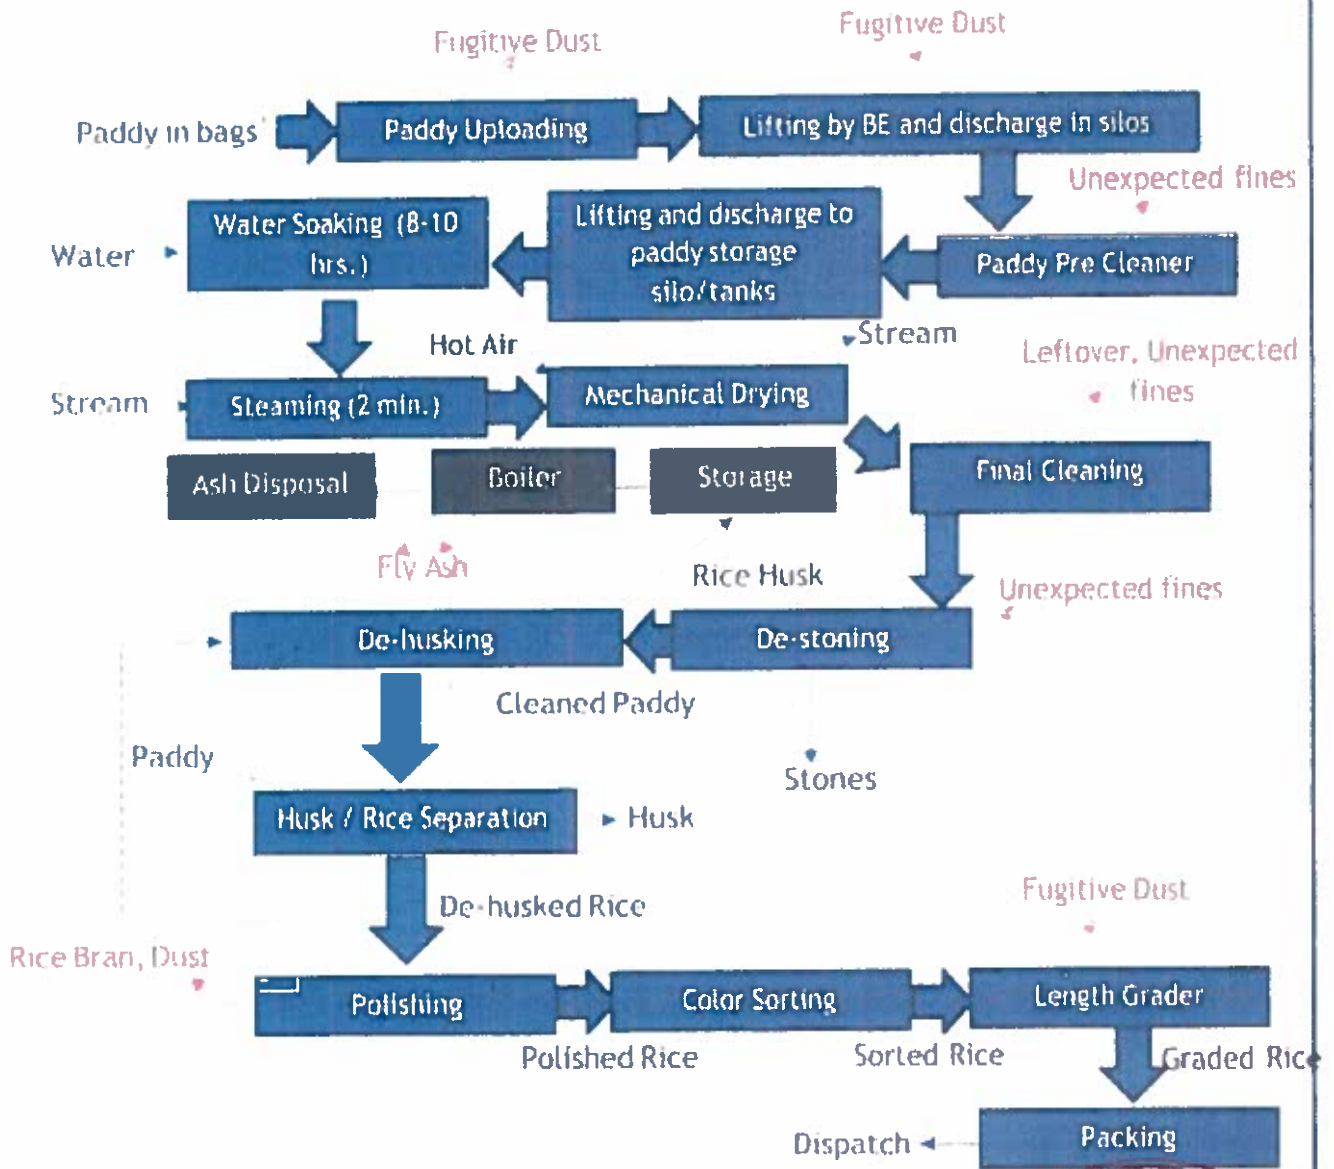 Fugitive Dust
Fugitive Dust
Paddy in bags
Paddy Uploading
Lifting by BE and discharge in silos
Unexpected fines
Water
Water Soaking (8-10
hrs.)
Lifting and discharge to
paddy storage
silo/tanks
Paddy Pre Cleaner
Hot Air
Stream
Leftover, Unexpected
fines
Stream
Steaming (2 min.)
Mechanical Drying
Final Cleaning
Ash Disposal
Boiler
Storage
Fly Ash
Rice Husk
Unexpected fines
De-husking
De-stoning
Cleaned Paddy
Paddy
Stones
Husk / Rice Separation
Husk
De-husked Rice
Fugitive Dust
Rice Bran, Dust
Polishing
Color Sorting
Length Grader
Polished Rice
Sorted Rice
Graded Rice
Packing
Dispatch